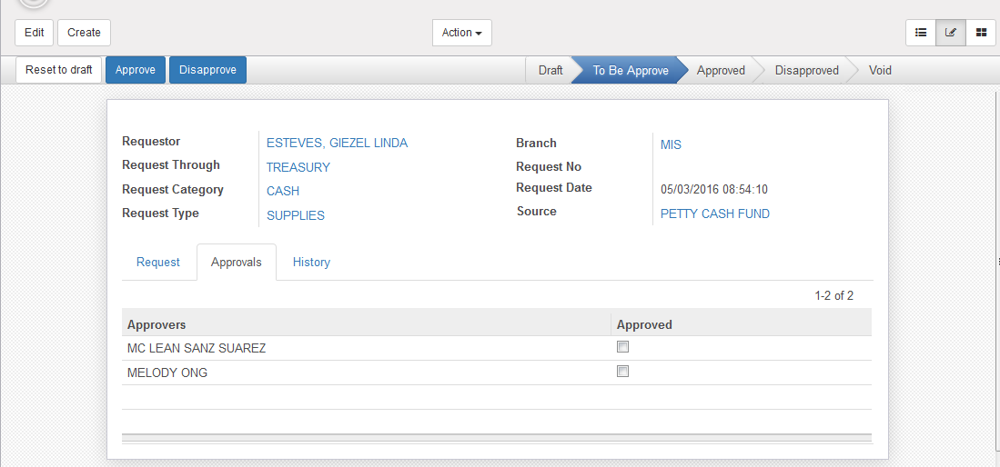 Edit Create Action
Reset to draft Approve Disapprove Draft To Be Approve Approved Disapproved Void
Requestor ESTEVES, GIEZEL LINDA Branch MIS
Request Through TREASURY Request No
Request Category CASH Request Date 05/03/2016 08:54:10
Request Type SUPPLIES Source PETTY CASH FUND
Request Approvals History
1-2 of 2
Approvers Approved
MC LEAN SANZ SUAREZ
MELODY ONG